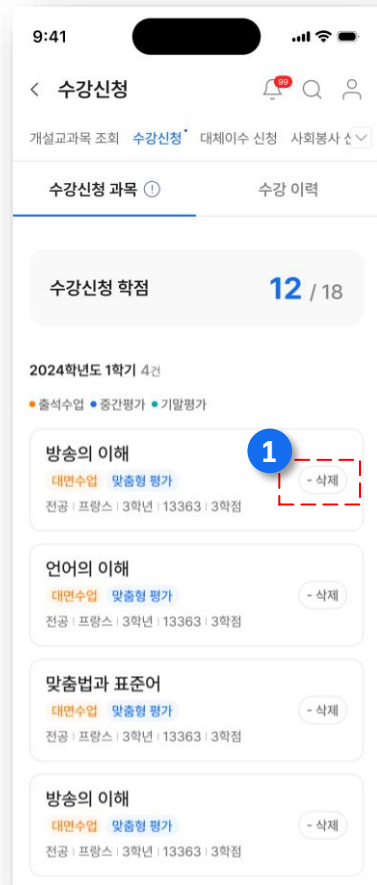 9:41
수강신청
99
개설교과목 조회 수강신청 대체이수 신청 사회봉사
수강신청 과목 수강 이력
수강신청 학점 12 / 18
2024학년도 1학기 4건
출석수업 중간평가 기말평가
방송의 이해
1
대면수업 맞춤형 평가
- 삭제
전공 | 프랑스 | 3학년 | 13363 | 3학점
언어의 이해
대면수업 맞춤형 평가
- 삭제
전공 | 프랑스 | 3학년 | 13363 | 3학점
맞춤법과 표준어
대면수업 맞춤형 평가
- 삭제
전공 | 프랑스 | 3학년 | 13363 | 3학점
방송의 이해
대면수업 맞춤형 평가
- 삭제
전공 | 프랑스 | 3학년 | 13363 | 3학점